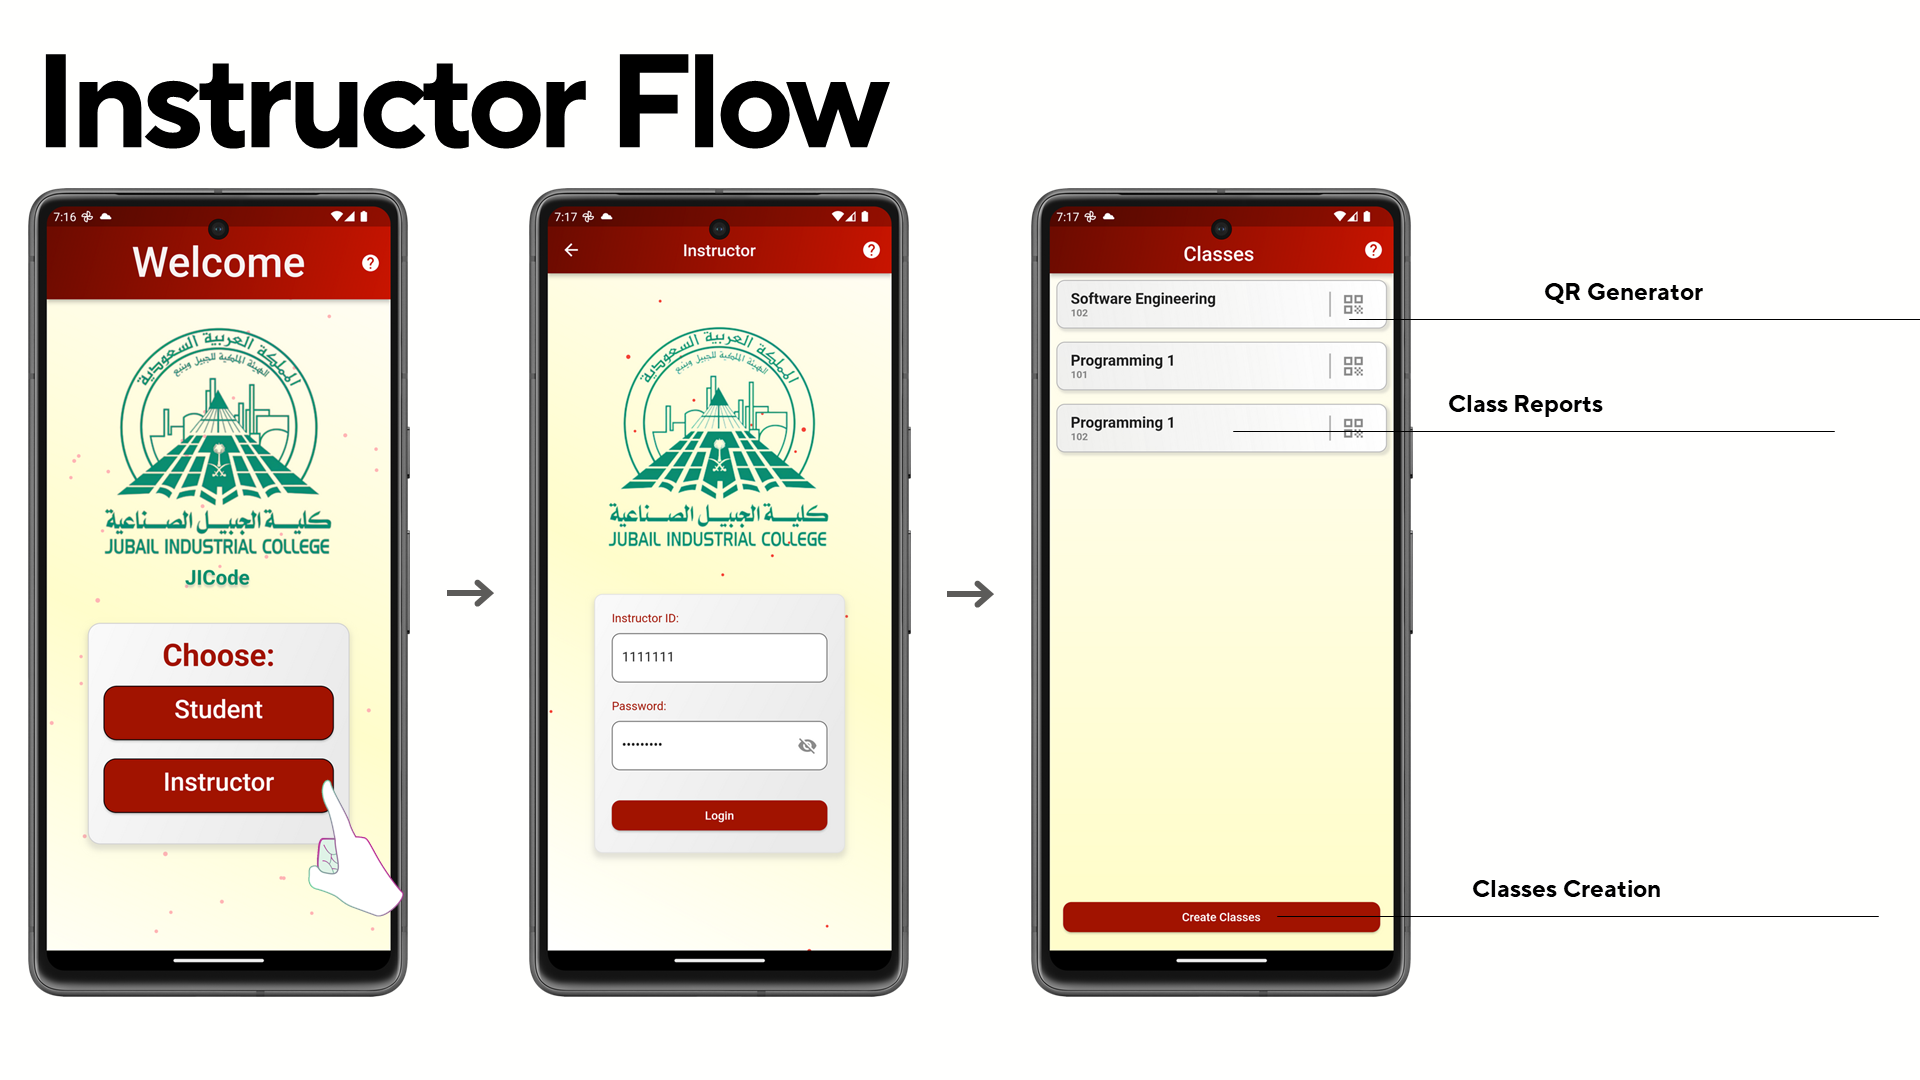 Instructor Flow
7:16
Welcome
المملكة العربية السعودية
الهيئة الملكية للجبيل وينبع
كلية الجبيل الصناعية
JUBAIL INDUSTRIAL COLLEGE
JICode
Choose:
Student
Instructor
7:17
Instructor
المملكة العربية السعودية
الهيئة الملكية للجبيل وينبع
كلية الجبيل الصناعية
JUBAIL INDUSTRIAL COLLEGE
Instructor ID:
1111111
Password:
•••••••••
Login
7:17
Classes
Software Engineering
102
Programming 1
101
Programming 1
102
Create Classes
QR Generator
Class Reports
Classes Creation